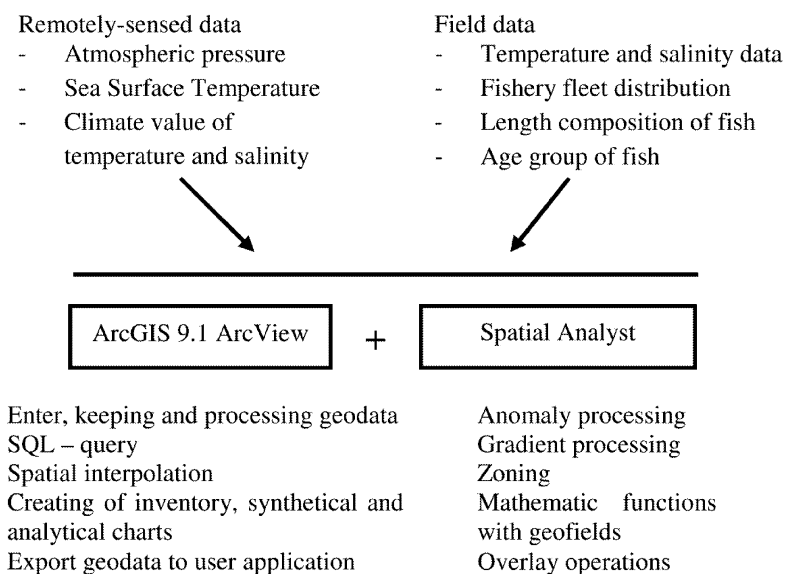 Remotely-sensed data
- Atmospheric pressure
- Sea Surface Temperature
- Climate value of
temperature and salinity
Field data
- Temperature and salinity data
- Fishery fleet distribution
- Length composition of fish
- Age group of fish
ArcGIS 9.1 ArcView
+
Spatial Analyst
Enter, keeping and processing geodata
SQL – query
Spatial interpolation
Creating of inventory, synthetical and
analytical charts
Export geodata to user application
Anomaly processing
Gradient processing
Zoning
Mathematic functions
with geofields
Overlay operations